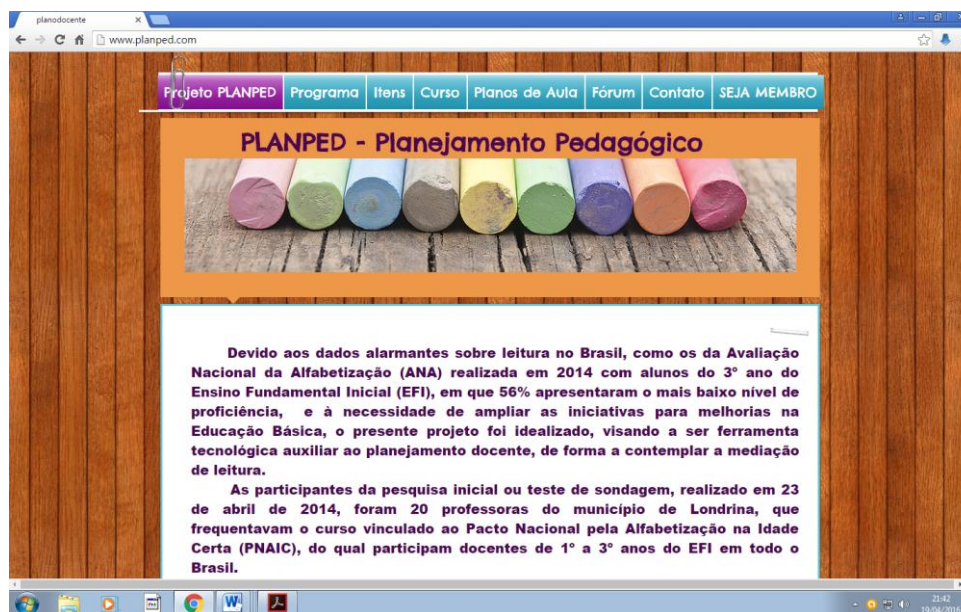 planodocente
www.planped.com
Projeto PLANPED Programa Itens Curso Planos de Aula Fórum Contato SEJA MEMBRO
PLANPED - Planejamento Pedagógico
Devido aos dados alarmantes sobre leitura no Brasil, como os da Avaliação
Nacional da Alfabetização (ANA) realizada em 2014 com alunos do 3º ano do
Ensino Fundamental Inicial (EFI), em que 56% apresentaram o mais baixo nível de
proficiência, e à necessidade de ampliar as iniciativas para melhorias na
Educação Básica, o presente projeto foi idealizado, visando a ser ferramenta
tecnológica auxiliar ao planejamento docente, de forma a contemplar a mediação
de leitura.
As participantes da pesquisa inicial ou teste de sondagem, realizado em 23
de abril de 2014, foram 20 professoras do município de Londrina, que
frequentavam o curso vinculado ao Pacto Nacional pela Alfabetização na Idade
Certa (PNAIC), do qual participam docentes de 1º a 3º anos do EFI em todo o
Brasil.
21:42
19/04/2016